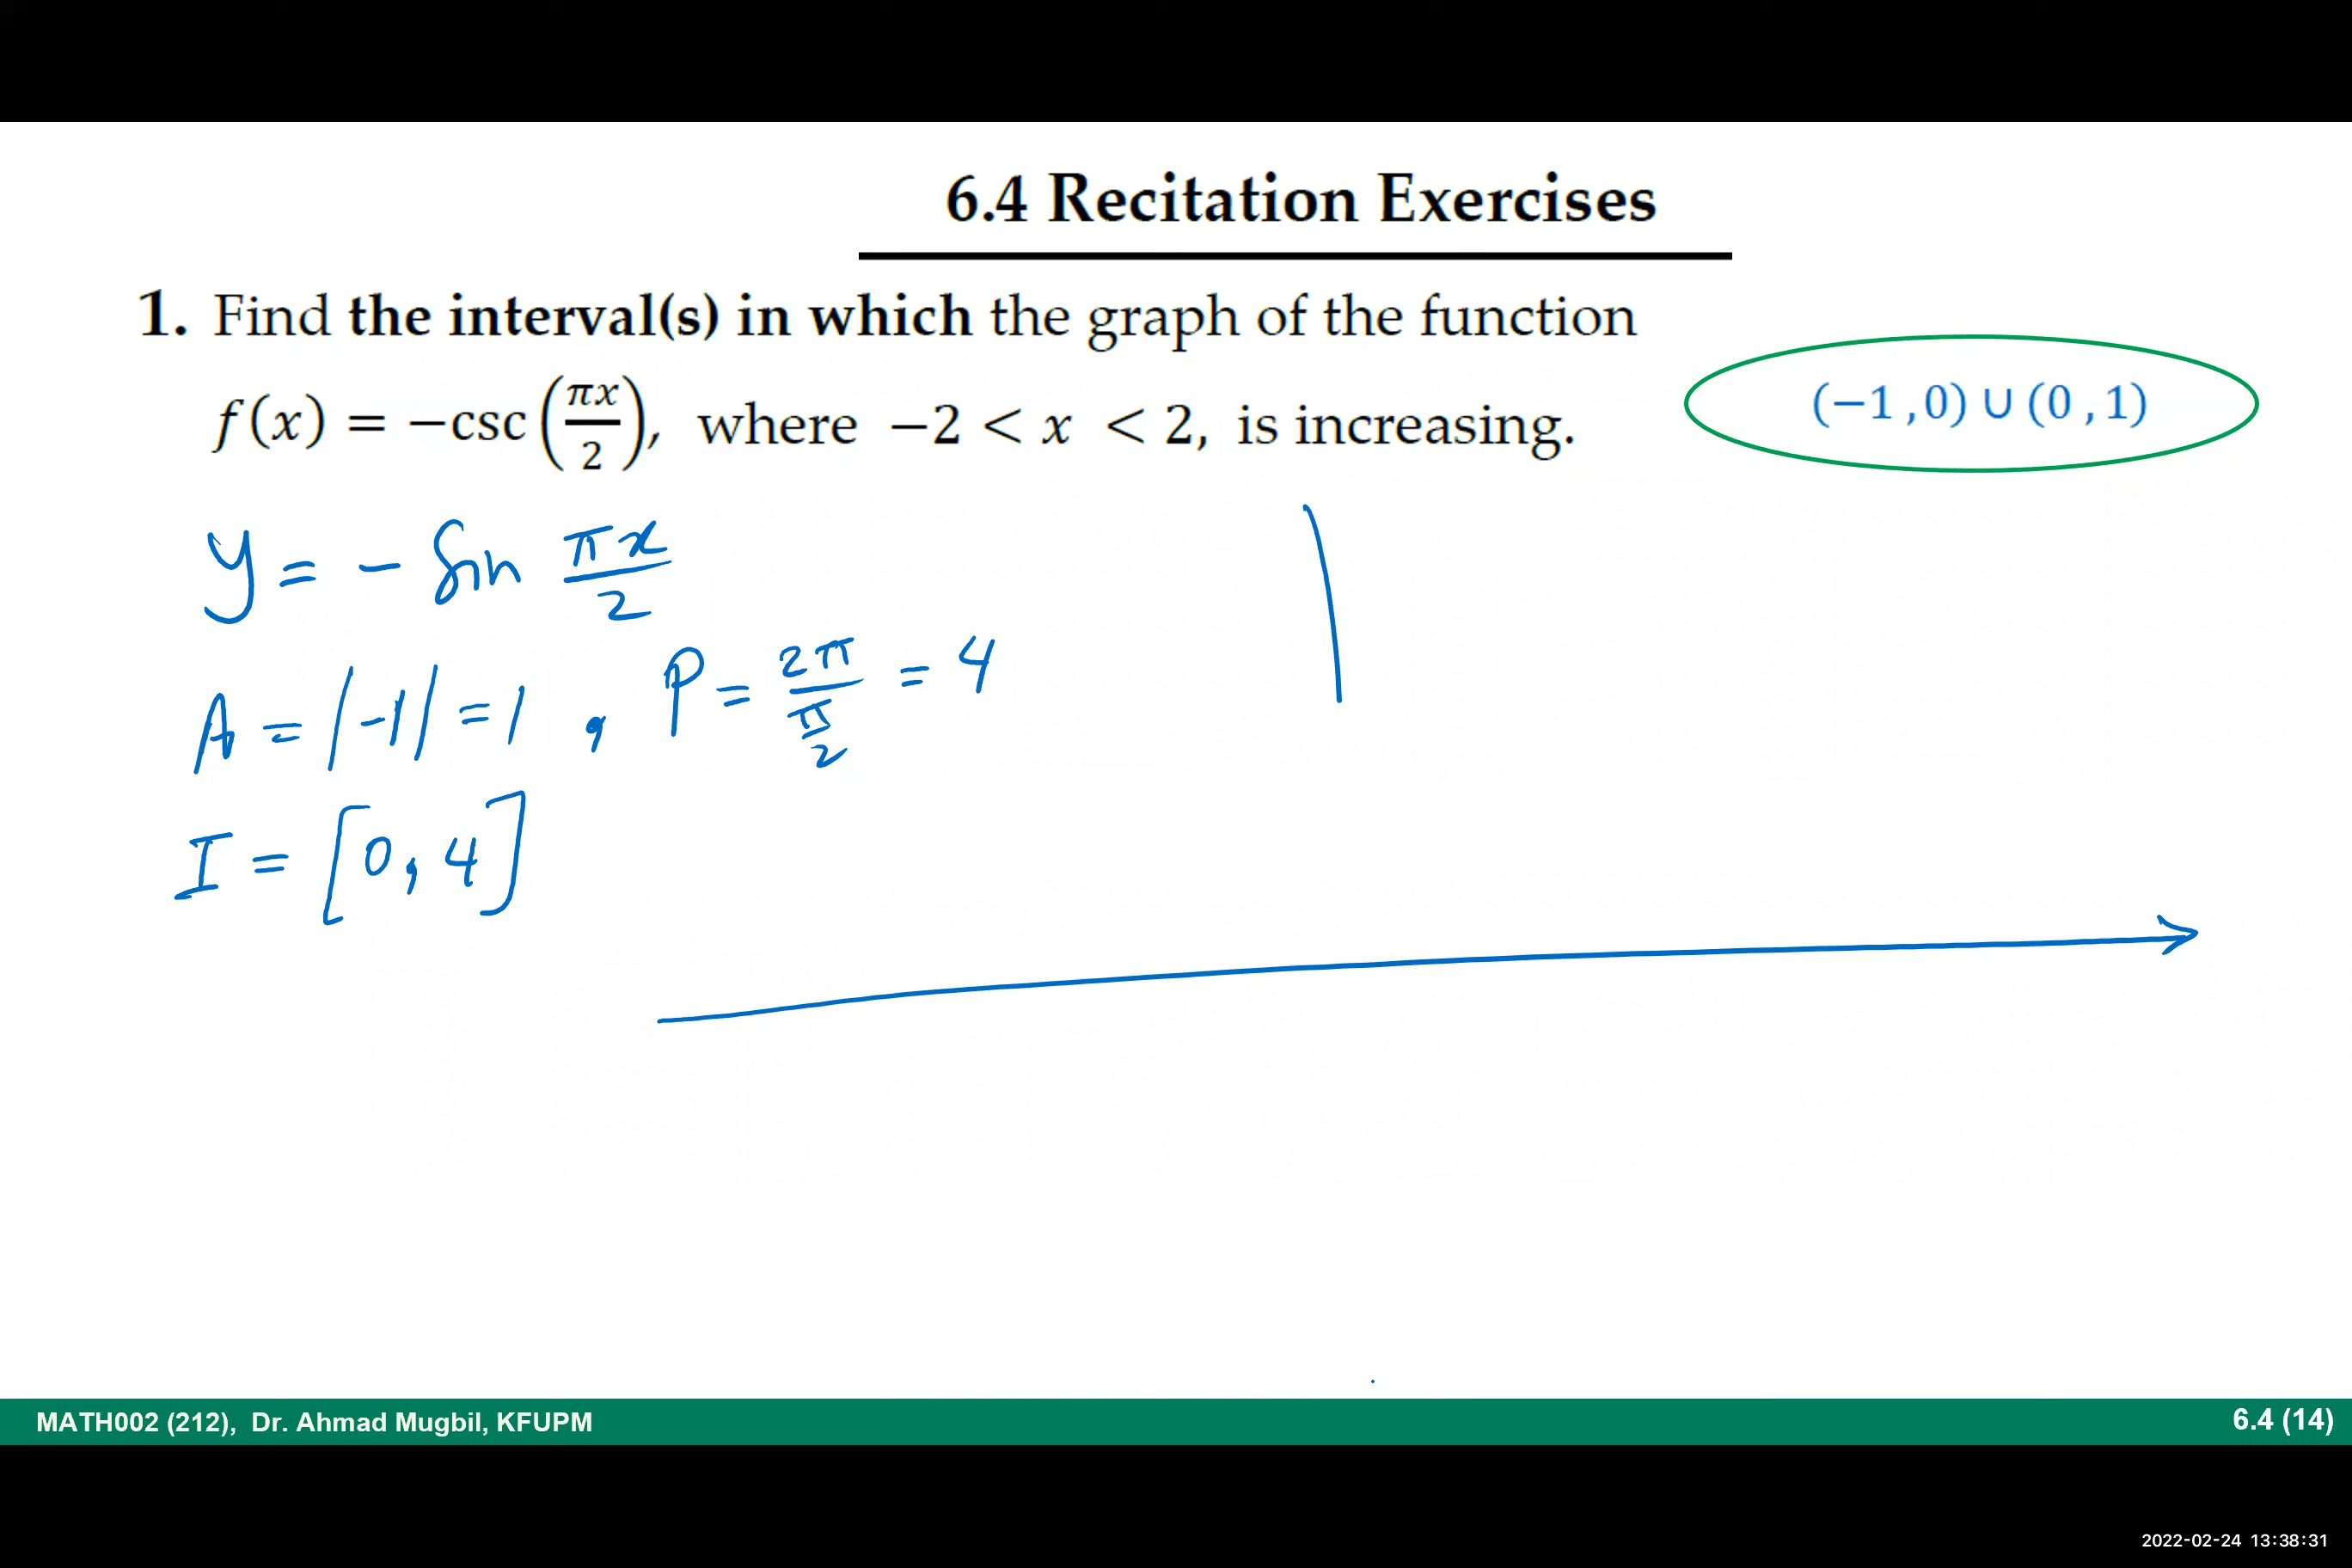 6.4 Recitation Exercises
1. Find the interval(s) in which the graph of the function
f(x) = −csc(πx/2), where −2 < x < 2, is increasing.
(−1 ,0) ∪ (0 ,1)
y = - sin πx/2
A = |-1| = 1 , P = 2π/(π/2) = 4
I = [0, 4]
MATH002 (212), Dr. Ahmad Mugbil, KFUPM
6.4 (14)
2022-02-24 13:38:31